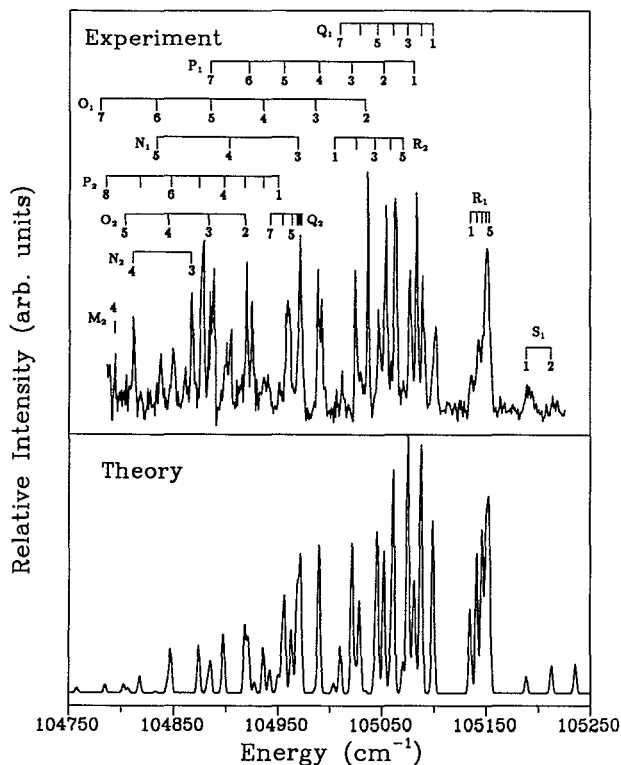 Experiment
Q₁
7 5 3 1
P₁
7 6 5 4 3 2 1
O₁
7 6 5 4 3 2
N₁
5 4 3
R₂
1 3 5
P₂
8 6 4 1
O₂
5 4 3 2
Q₂
7 5
N₂
4 3
M₂
4
R₁
1 5
S₁
1 2
Theory
Relative Intensity (arb. units)
104750 104850 104950 105050 105150 105250
Energy (cm⁻¹)